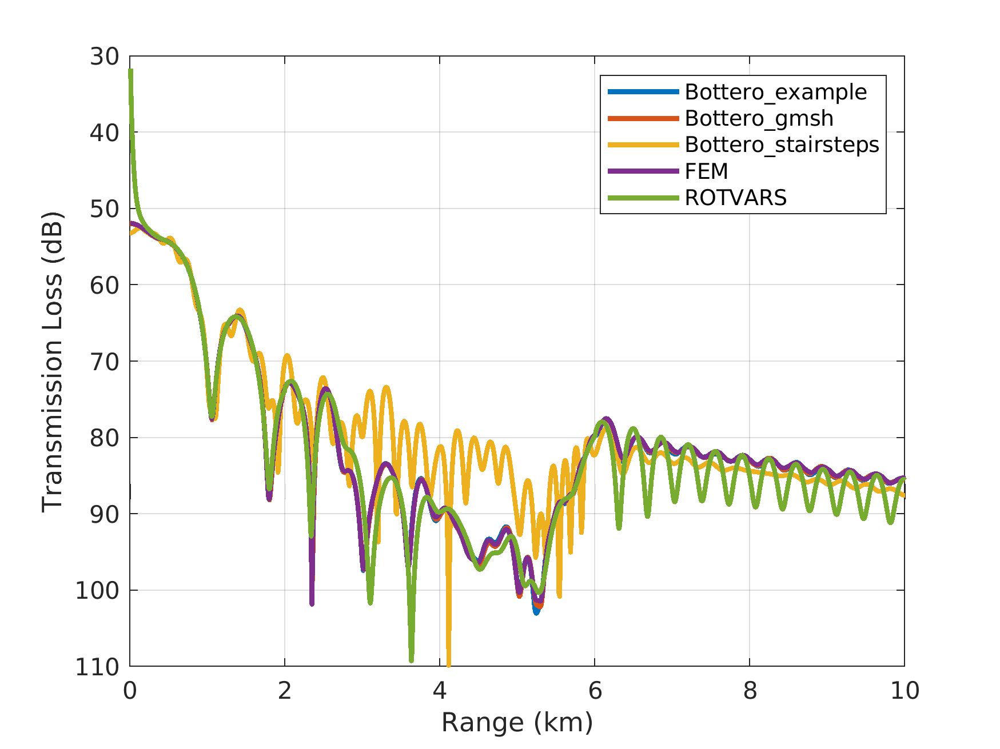 30
40
50
60
70
80
90
100
110
Transmission Loss (dB)
Bottero_example
Bottero_gmsh
Bottero_stairsteps
FEM
ROTVARS
0
2
4
6
8
10
Range (km)